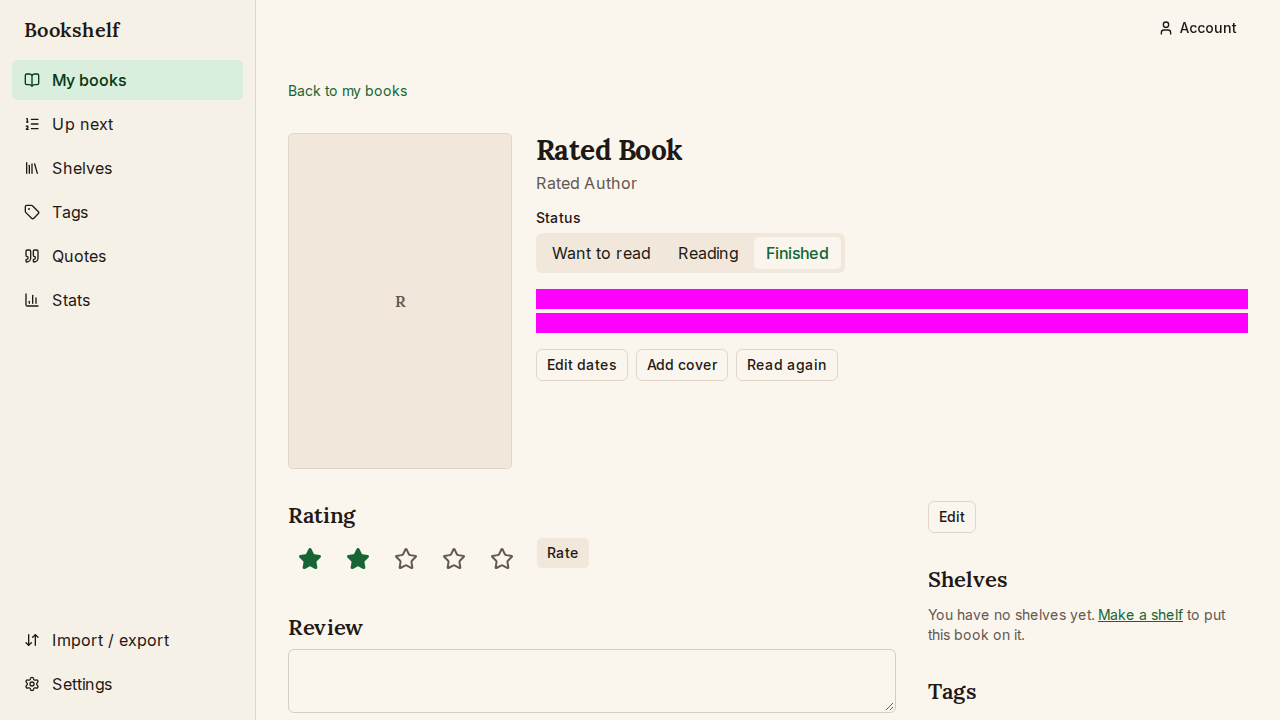 Bookshelf
Account
My books
Up next
Shelves
Tags
Quotes
Stats
Import / export
Settings
Back to my books
R
Rated Book
Rated Author
Status
Want to read Reading Finished
Edit dates Add cover Read again
Rating
Rate
Review
Edit
Shelves
You have no shelves yet. Make a shelf to put
this book on it.
Tags